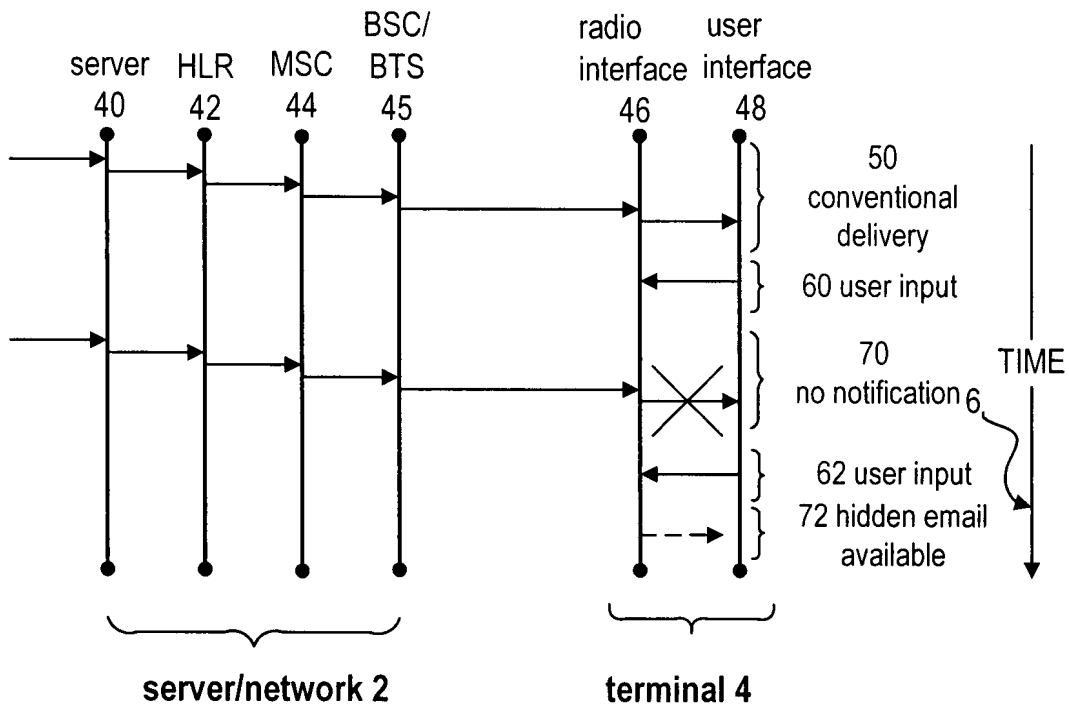 server
40
HLR
42
MSC
44
BSC/
BTS
45
radio
interface
46
user
interface
48
50
conventional
delivery
60 user input
70
no notification
6
TIME
62 user input
72 hidden email
available
server/network 2
terminal 4